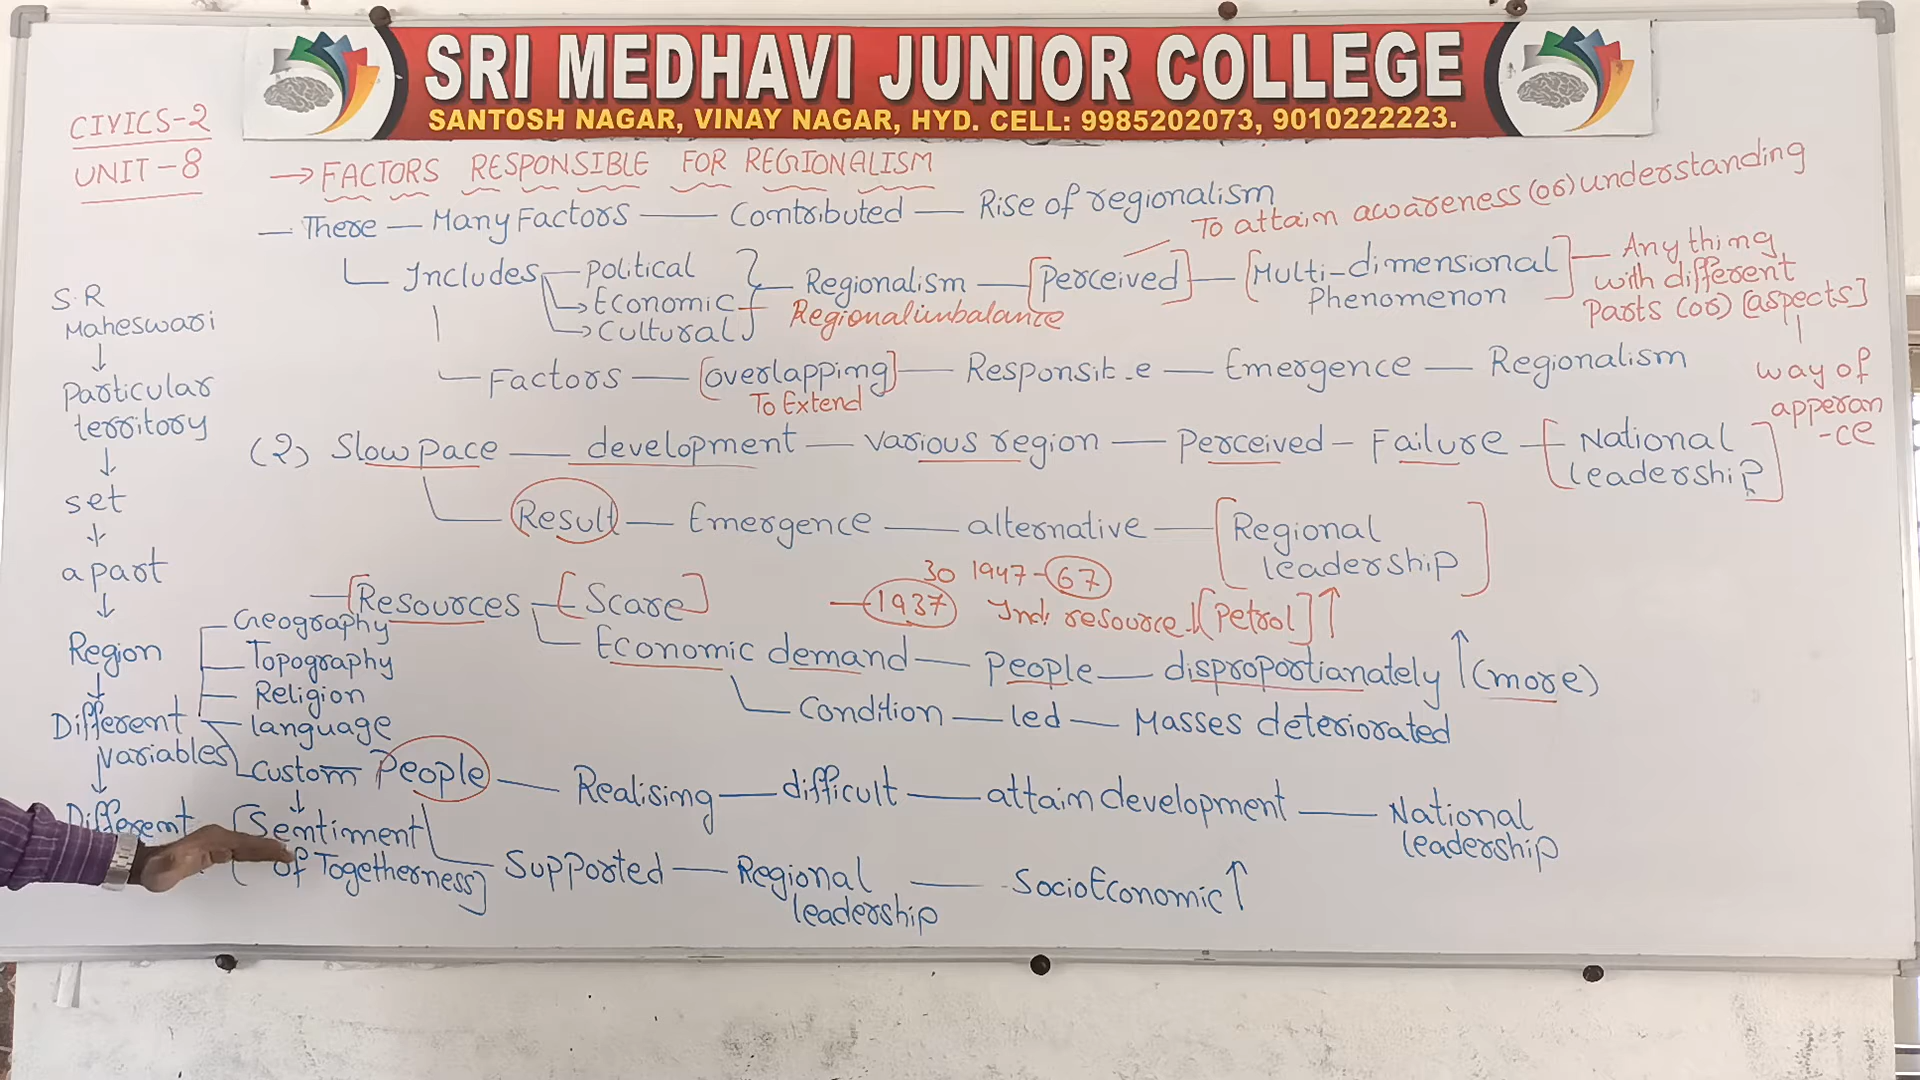 SRI MEDHAVI JUNIOR COLLEGE
SANTOSH NAGAR, VINAY NAGAR, HYD. CELL: 9985202073, 9010222223.
CIVICS-2
UNIT-8
→ FACTORS RESPONSIBLE FOR REGIONALISM
— There — Many Factors — Contributed — Rise of regionalism
To attain awareness (or) understanding
Includes — Political
→ Economic
→ Cultural
Regionalism — [Perceived] — [Multi-dimensional
Phenomenon]
Regional imbalance
— Any thing
with different
Parts (or) [aspects]
way of
apperan
-ce
Factors — [overlapping] — — Emergence — Regionalism
To Extend
(2) Slow pace — development — various region — Perceived — Failure — [National
leadership]
Result — Emergence — alternative — [Regional
leadership]
30 1947 - 67
— 1937 Ind: resource ↓ [Petrol] ↑
— [Resources — [Scare]
Economic demand — People — disproportianately ↑ (more)
Condition — led — Masses deteriorated
People — Realising — difficult — attain development — National
leadership
Supported — Regional
leadership — SocioEconomic ↑
S.R
Maheswari
↓
Particular
territory
↓
set
↓
apart
↓
Region
↓
Different
variables
↓
Different
Geography
Topography
Religion
language
custom
↓
[Sentiment
of Togetherness]